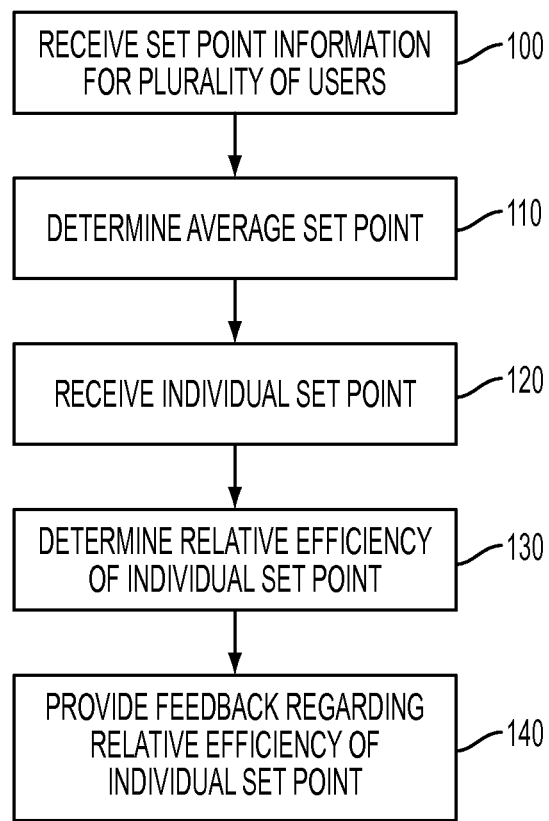 RECEIVE SET POINT INFORMATION
FOR PLURALITY OF USERS
100
DETERMINE AVERAGE SET POINT
110
RECEIVE INDIVIDUAL SET POINT
120
DETERMINE RELATIVE EFFICIENCY
OF INDIVIDUAL SET POINT
130
PROVIDE FEEDBACK REGARDING
RELATIVE EFFICIENCY OF
INDIVIDUAL SET POINT
140